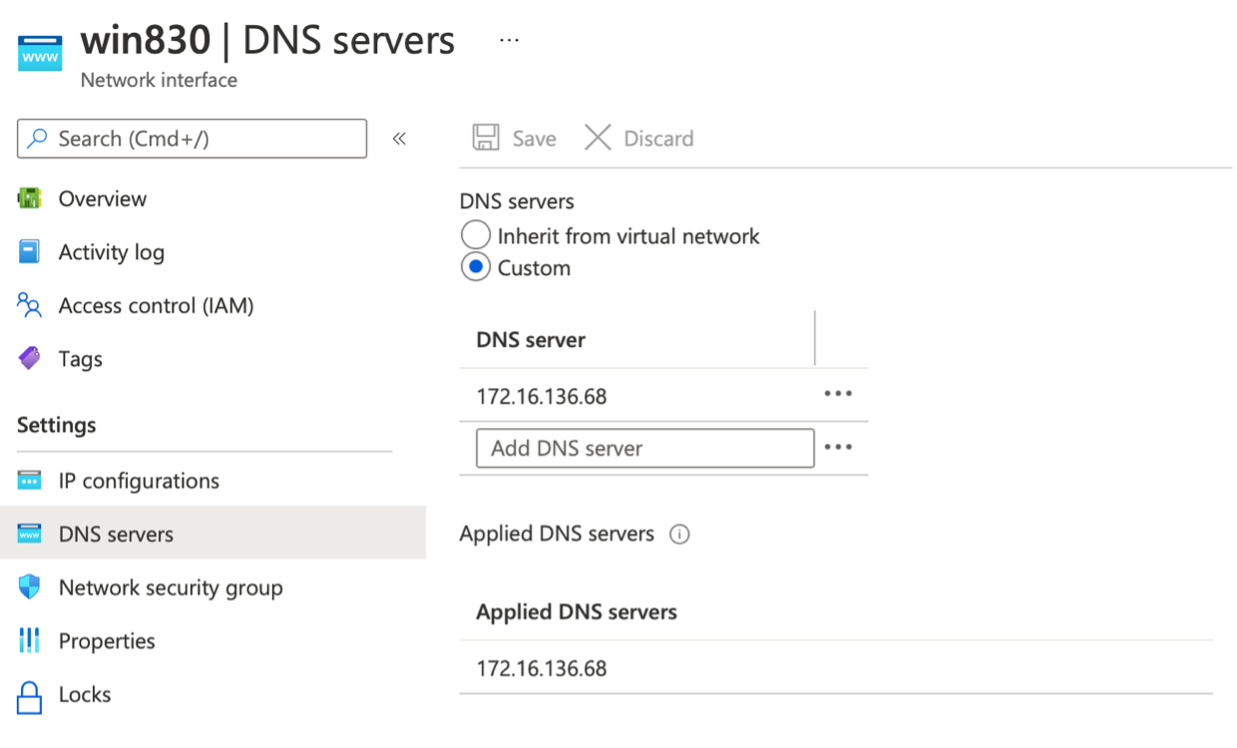 win830 | DNS servers ...
www
Network interface
Search (Cmd+/)
«
Overview
Activity log
Access control (IAM)
Tags
Settings
IP configurations
www
DNS servers
Network security group
Properties
Locks
Save
Discard
DNS servers
Inherit from virtual network
Custom
DNS server
172.16.136.68 •••
Add DNS server •••
Applied DNS servers i
Applied DNS servers
172.16.136.68